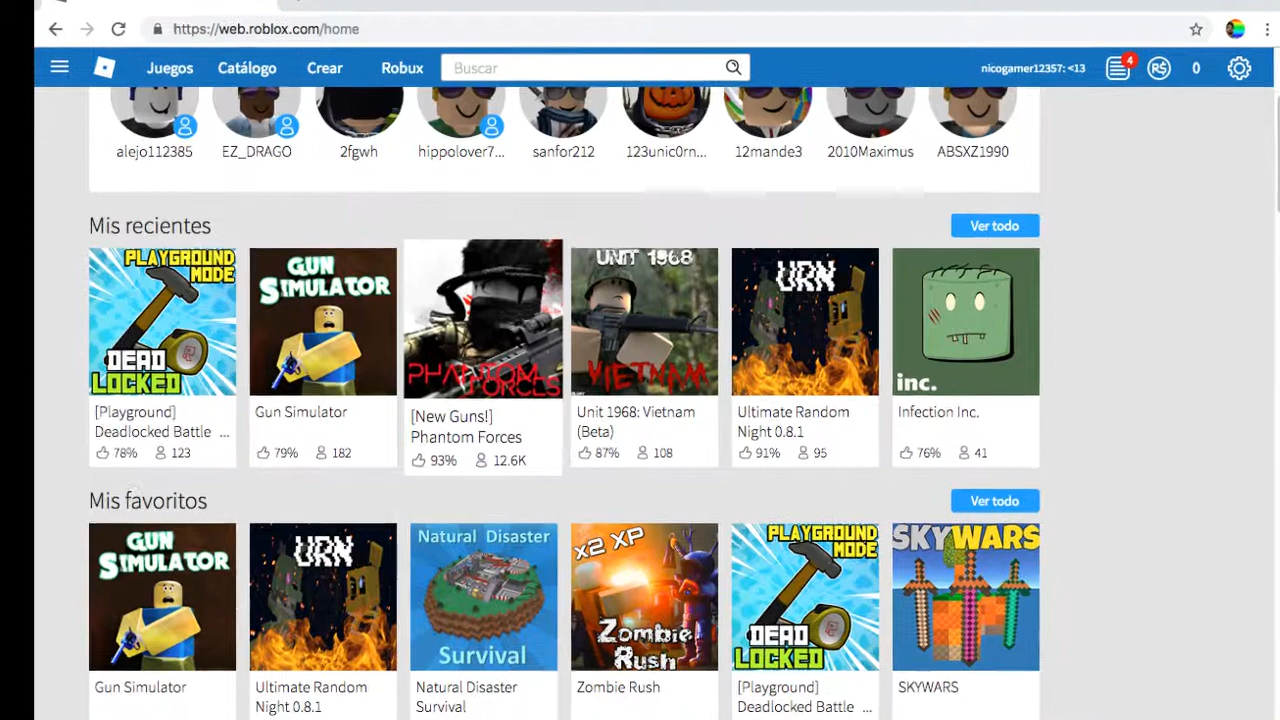 https://web.roblox.com/home
Juegos Catálogo Crear Robux Buscar nicogamer12357: <13 4 R$ 0
alejo112385 EZ_DRAGO 2fgwh hippolover7... sanfor212 123unic0rn... 12mande3 2010Maximus ABSXZ1990
Mis recientes Ver todo
PLAYGROUND MODE DEAD LOCKED
GUN SIMULATOR
PHANTOM FORCES
UNIT 1968 VIETNAM
URN
inc.
[Playground] Deadlocked Battle ...
78% 123
Gun Simulator
79% 182
[New Guns!] Phantom Forces
93% 12.6K
Unit 1968: Vietnam (Beta)
87% 108
Ultimate Random Night 0.8.1
91% 95
Infection Inc.
76% 41
Mis favoritos Ver todo
GUN SIMULATOR
URN
Natural Disaster Survival
x2 XP Zombie Rush
PLAYGROUND MODE DEAD LOCKED
SKYWARS
Gun Simulator
Ultimate Random Night 0.8.1
Natural Disaster Survival
Zombie Rush
[Playground] Deadlocked Battle ...
SKYWARS